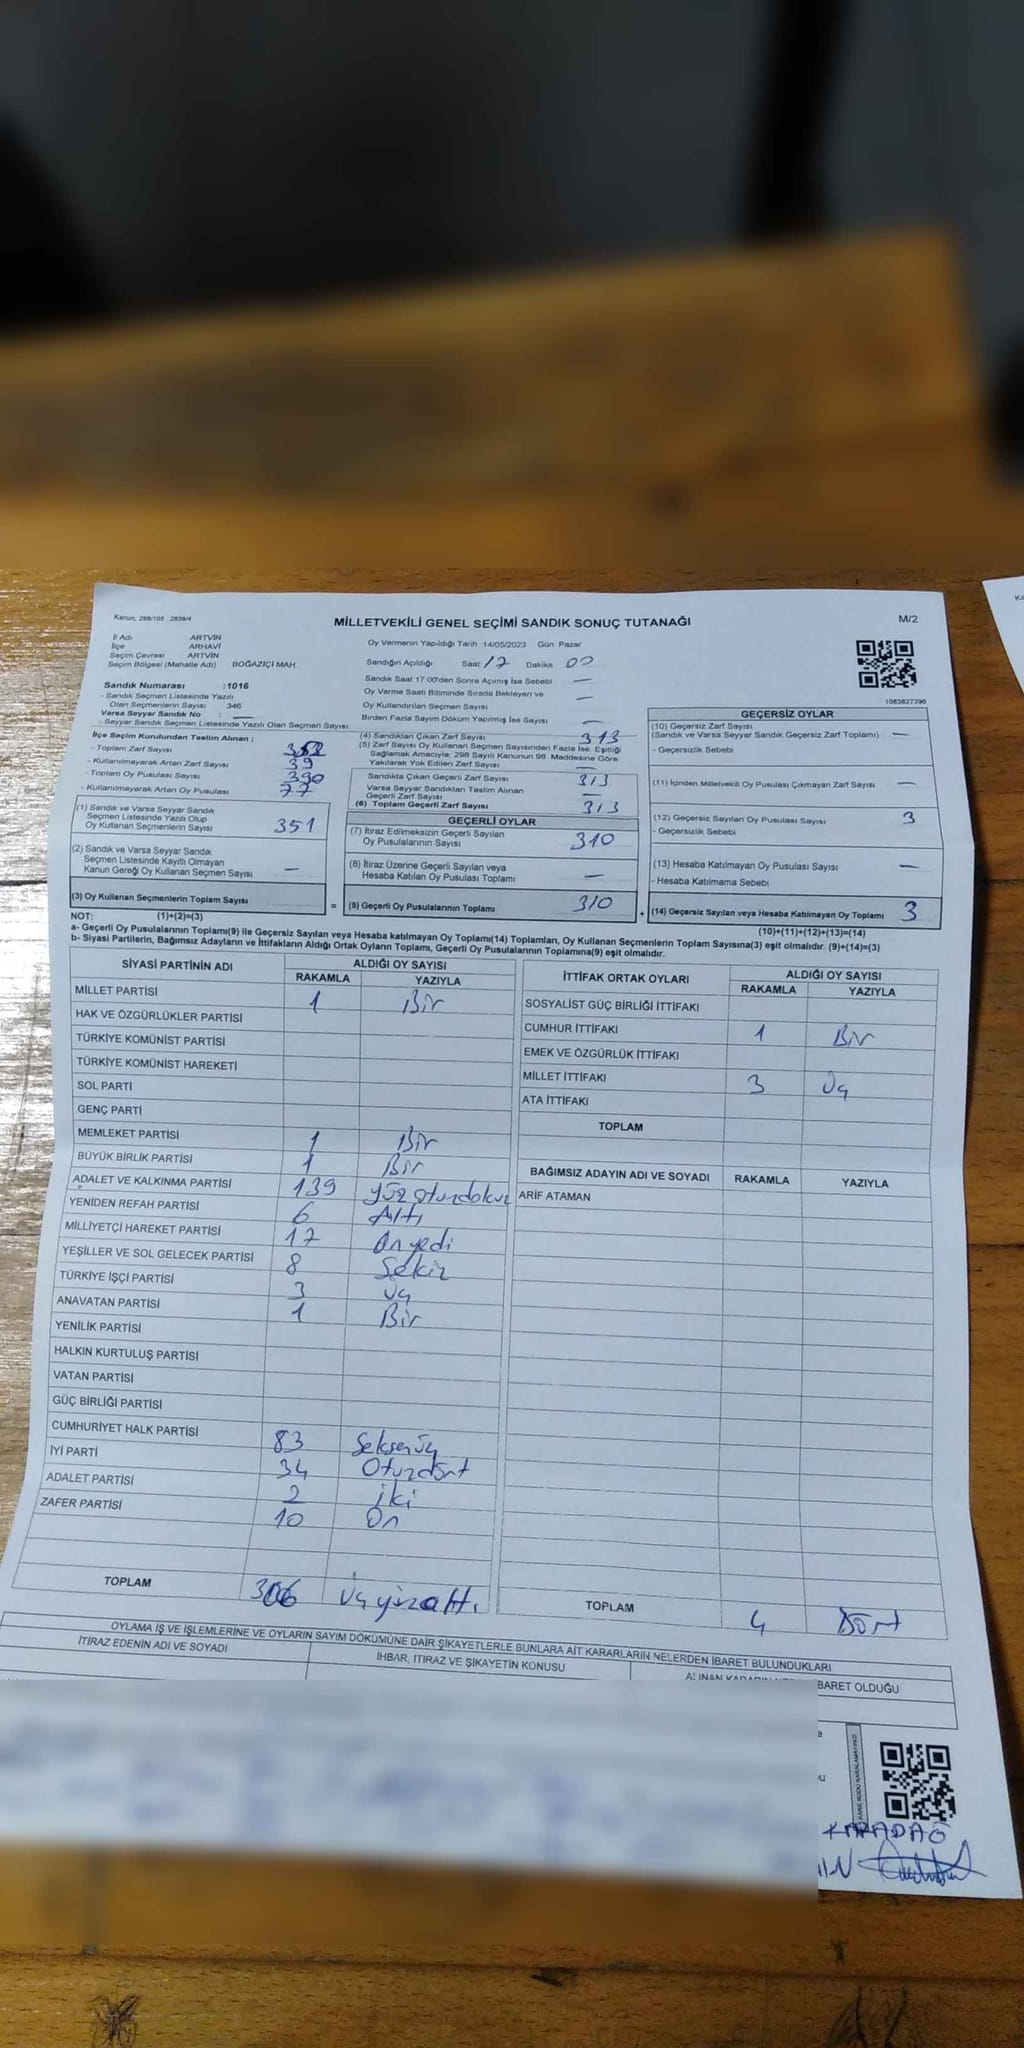 Kanun, 298/103 2839/4
MİLLETVEKİLİ GENEL SEÇİMİ SANDIK SONUÇ TUTANAĞI
M/2
İl Adı ARTVİN
İlçe ARHAVİ
Seçim Çevresi ARTVİN
Seçim Bölgesi (Mahalle Adı) BOĞAZİÇİ MAH.
Oy Vermenin Yapıldığı Tarih 14/05/2023 Gün Pazar
Sandığın Açıldığı Saat 17 Dakika 00
Sandık Saat 17:00'den Sonra Açılmış İse Sebebi —
Oy Verme Saati Bitiminde Sırada Bekleyen ve
Oy Kullandırılan Seçmen Sayısı —
Birden Fazla Sayım Döküm Yapılmış İse Sayısı —
1083827396
Sandık Numarası :1016
- Sandık Seçmen Listesinde Yazılı
Olan Seçmenlerin Sayısı 346
Varsa Seyyar Sandık No : —
- Seyyar Sandık Seçmen Listesinde Yazılı Olan Seçmen Sayısı:
İlçe Seçim Kurulundan Teslim Alınan :
- Toplam Zarf Sayısı
- Kullanılmayarak Artan Zarf Sayısı 39
- Toplam Oy Pusulası Sayısı 390
- Kullanılmayarak Artan Oy Pusulası 77
(1) Sandık ve Varsa Seyyar Sandık
Seçmen Listesinde Yazılı Olup
Oy Kullanan Seçmenlerin Sayısı 351
(2) Sandık ve Varsa Seyyar Sandık
Seçmen Listesinde Kayıtlı Olmayan
Kanun Gereği Oy Kullanan Seçmen Sayısı —
(3) Oy Kullanan Seçmenlerin Toplam Sayısı =
(4) Sandıktan Çıkan Zarf Sayısı 313
(5) Zarf Sayısı Oy Kullanan Seçmen Sayısından Fazla İse, Eşitliği
Sağlamak Amacıyla, 298 Sayılı Kanunun 98. Maddesine Göre
Yakılarak Yok Edilen Zarf Sayısı —
Sandıkta Çıkan Geçerli Zarf Sayısı 313
Varsa Seyyar Sandıktan Teslim Alınan
Geçerli Zarf Sayısı —
(6) Toplam Geçerli Zarf Sayısı 313
GEÇERLİ OYLAR
(7) İtiraz Edilmeksizin Geçerli Sayılan
Oy Pusulalarının Sayısı 310
(8) İtiraz Üzerine Geçerli Sayılan veya
Hesaba Katılan Oy Pusulası Toplamı —
(9) Geçerli Oy Pusulalarının Toplamı 310 +
GEÇERSİZ OYLAR
(10) Geçersiz Zarf Sayısı
(Sandık ve Varsa Seyyar Sandık Geçersiz Zarf Toplamı) —
- Geçersizlik Sebebi
(11) İçinden Milletvekili Oy Pusulası Çıkmayan Zarf Sayısı —
(12) Geçersiz Sayılan Oy Pusulası Sayısı 3
- Geçersizlik Sebebi
(13) Hesaba Katılmayan Oy Pusulası Sayısı —
- Hesaba Katılmama Sebebi
(14) Geçersiz Sayılan veya Hesaba Katılmayan Oy Toplamı 3
NOT: (1)+(2)=(3) (10)+(11)+(12)+(13)=(14)
a- Geçerli Oy Pusulalarının Toplamı(9) ile Geçersiz Sayılan veya Hesaba katılmayan Oy Toplamı(14) Toplamları, Oy Kullanan Seçmenlerin Toplam Sayısına(3) eşit olmalıdır. (9)+(14)=(3)
b- Siyasi Partilerin, Bağımsız Adayların ve İttifakların Aldığı Ortak Oyların Toplamı, Geçerli Oy Pusulalarının Toplamına(9) eşit olmalıdır.
SİYASİ PARTİNİN ADI ALDIĞI OY SAYISI
RAKAMLA YAZIYLA
MİLLET PARTİSİ 1 Bir
HAK VE ÖZGÜRLÜKLER PARTİSİ
TÜRKİYE KOMÜNİST PARTİSİ
TÜRKİYE KOMÜNİST HAREKETİ
SOL PARTİ
GENÇ PARTİ
MEMLEKET PARTİSİ 1 Bir
BÜYÜK BİRLİK PARTİSİ 1 Bir
ADALET VE KALKINMA PARTİSİ 139 Yüzotuzdokuz
YENİDEN REFAH PARTİSİ 6 Altı
MİLLİYETÇİ HAREKET PARTİSİ 17 Onyedi
YEŞİLLER VE SOL GELECEK PARTİSİ 8 Sekiz
TÜRKİYE İŞÇİ PARTİSİ 3 Üç
ANAVATAN PARTİSİ 1 Bir
YENİLİK PARTİSİ
HALKIN KURTULUŞ PARTİSİ
VATAN PARTİSİ
GÜÇ BİRLİĞİ PARTİSİ
CUMHURİYET HALK PARTİSİ 83 Seksenüç
İYİ PARTİ 34 Otuzdört
ADALET PARTİSİ 2 İki
ZAFER PARTİSİ 10 On
TOPLAM 306 Üçyüzaltı
İTTİFAK ORTAK OYLARI ALDIĞI OY SAYISI
RAKAMLA YAZIYLA
SOSYALİST GÜÇ BİRLİĞİ İTTİFAKI
CUMHUR İTTİFAKI 1 Bir
EMEK VE ÖZGÜRLÜK İTTİFAKI
MİLLET İTTİFAKI 3 Üç
ATA İTTİFAKI
TOPLAM
BAĞIMSIZ ADAYIN ADI VE SOYADI RAKAMLA YAZIYLA
ARİF ATAMAN
TOPLAM 4 Dört
OYLAMA İŞ VE İŞLEMLERİNE VE OYLARIN SAYIM DÖKÜMÜNE DAİR ŞİKAYETLERLE BUNLARA AİT KARARLARIN NELERDEN İBARET BULUNDUKLARI
İTİRAZ EDENİN ADI VE SOYADI
İHBAR, İTİRAZ VE ŞİKAYETİN KONUSU
BARET OLDUĞU
KARADAĞ